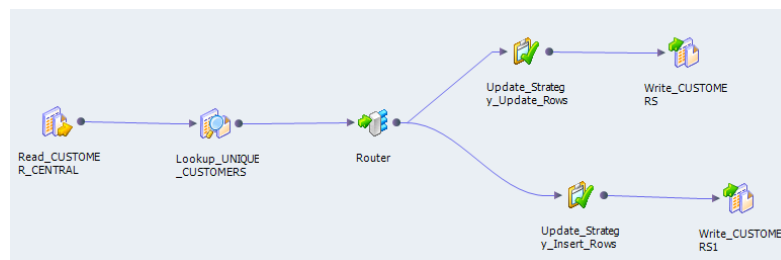 Update_Strateg
y_Update_Rows
Write_CUSTOME
RS
Read_CUSTOME
R_CENTRAL
Lookup_UNIQUE
_CUSTOMERS
Router
Update_Strateg
y_Insert_Rows
Write_CUSTOME
RS1